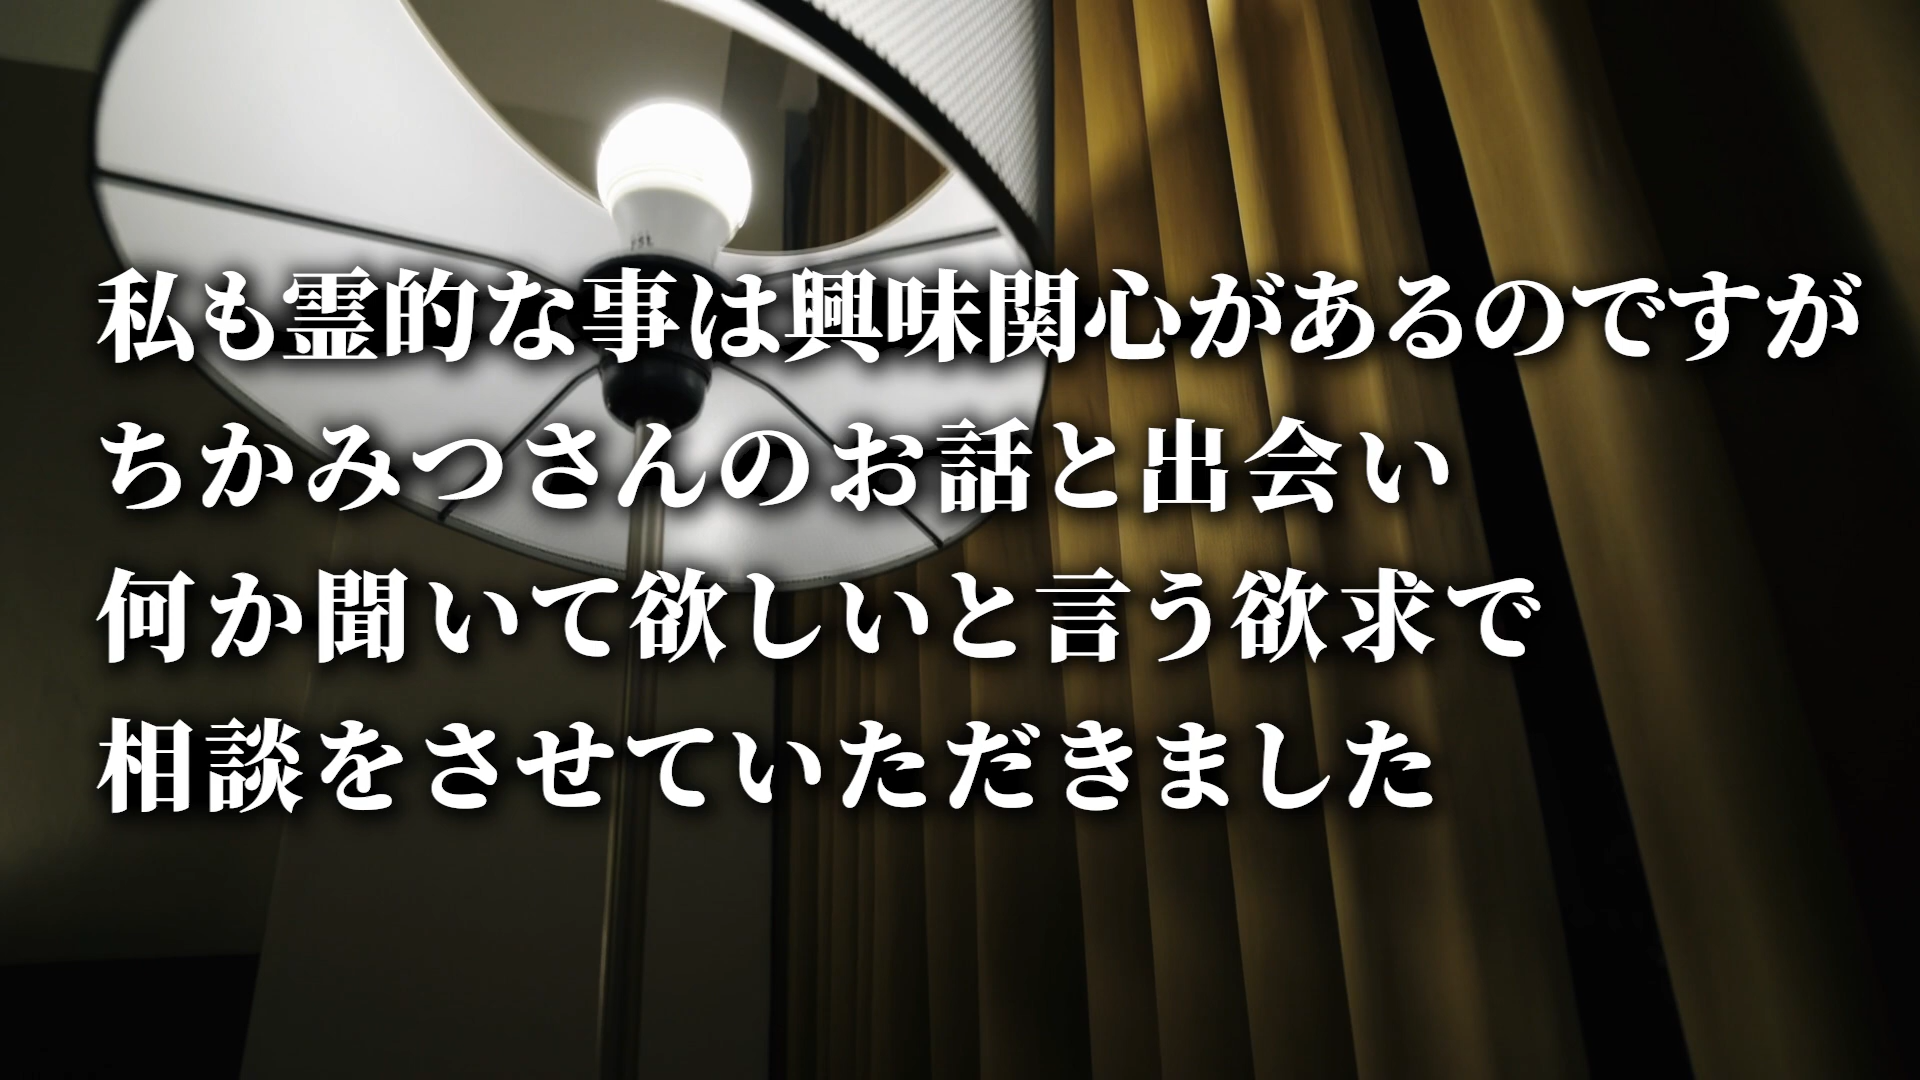 私も霊的な事は興味関心があるのですが
ちかみつさんのお話と出会い
何か聞いて欲しいと言う欲求で
相談をさせていただきました